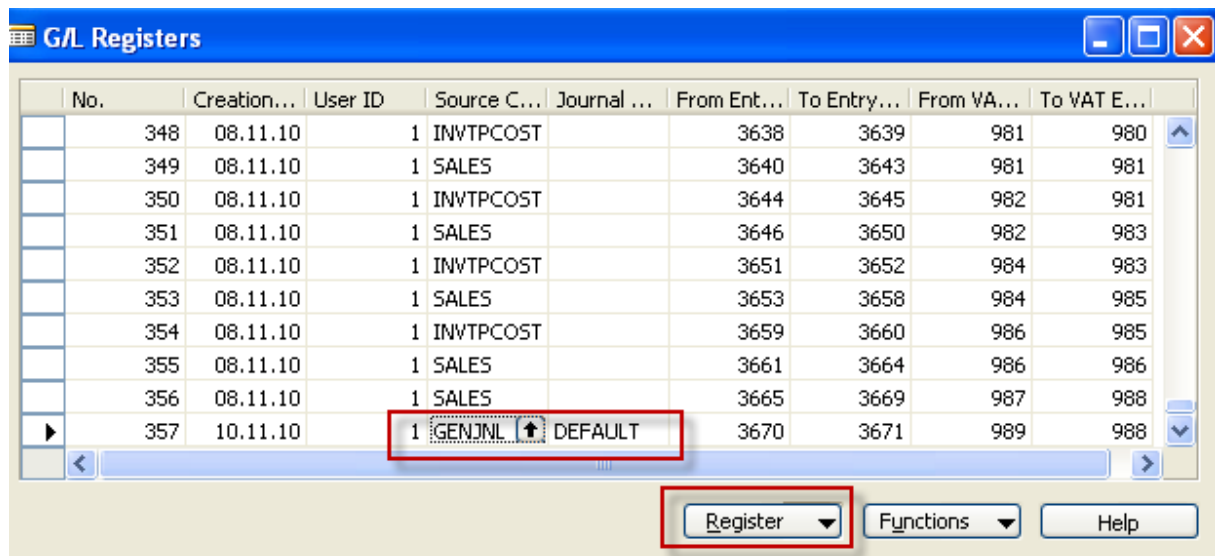 G/L Registers
No. Creation... User ID Source C... Journal ... From Ent... To Entry... From VA... To VAT E...
348 08.11.10 1 INVTPCOST 3638 3639 981 980
349 08.11.10 1 SALES 3640 3643 981 981
350 08.11.10 1 INVTPCOST 3644 3645 982 981
351 08.11.10 1 SALES 3646 3650 982 983
352 08.11.10 1 INVTPCOST 3651 3652 984 983
353 08.11.10 1 SALES 3653 3658 984 985
354 08.11.10 1 INVTPCOST 3659 3660 986 985
355 08.11.10 1 SALES 3661 3664 986 986
356 08.11.10 1 SALES 3665 3669 987 988
357 10.11.10 1 GENJNL DEFAULT 3670 3671 989 988
Register Functions Help